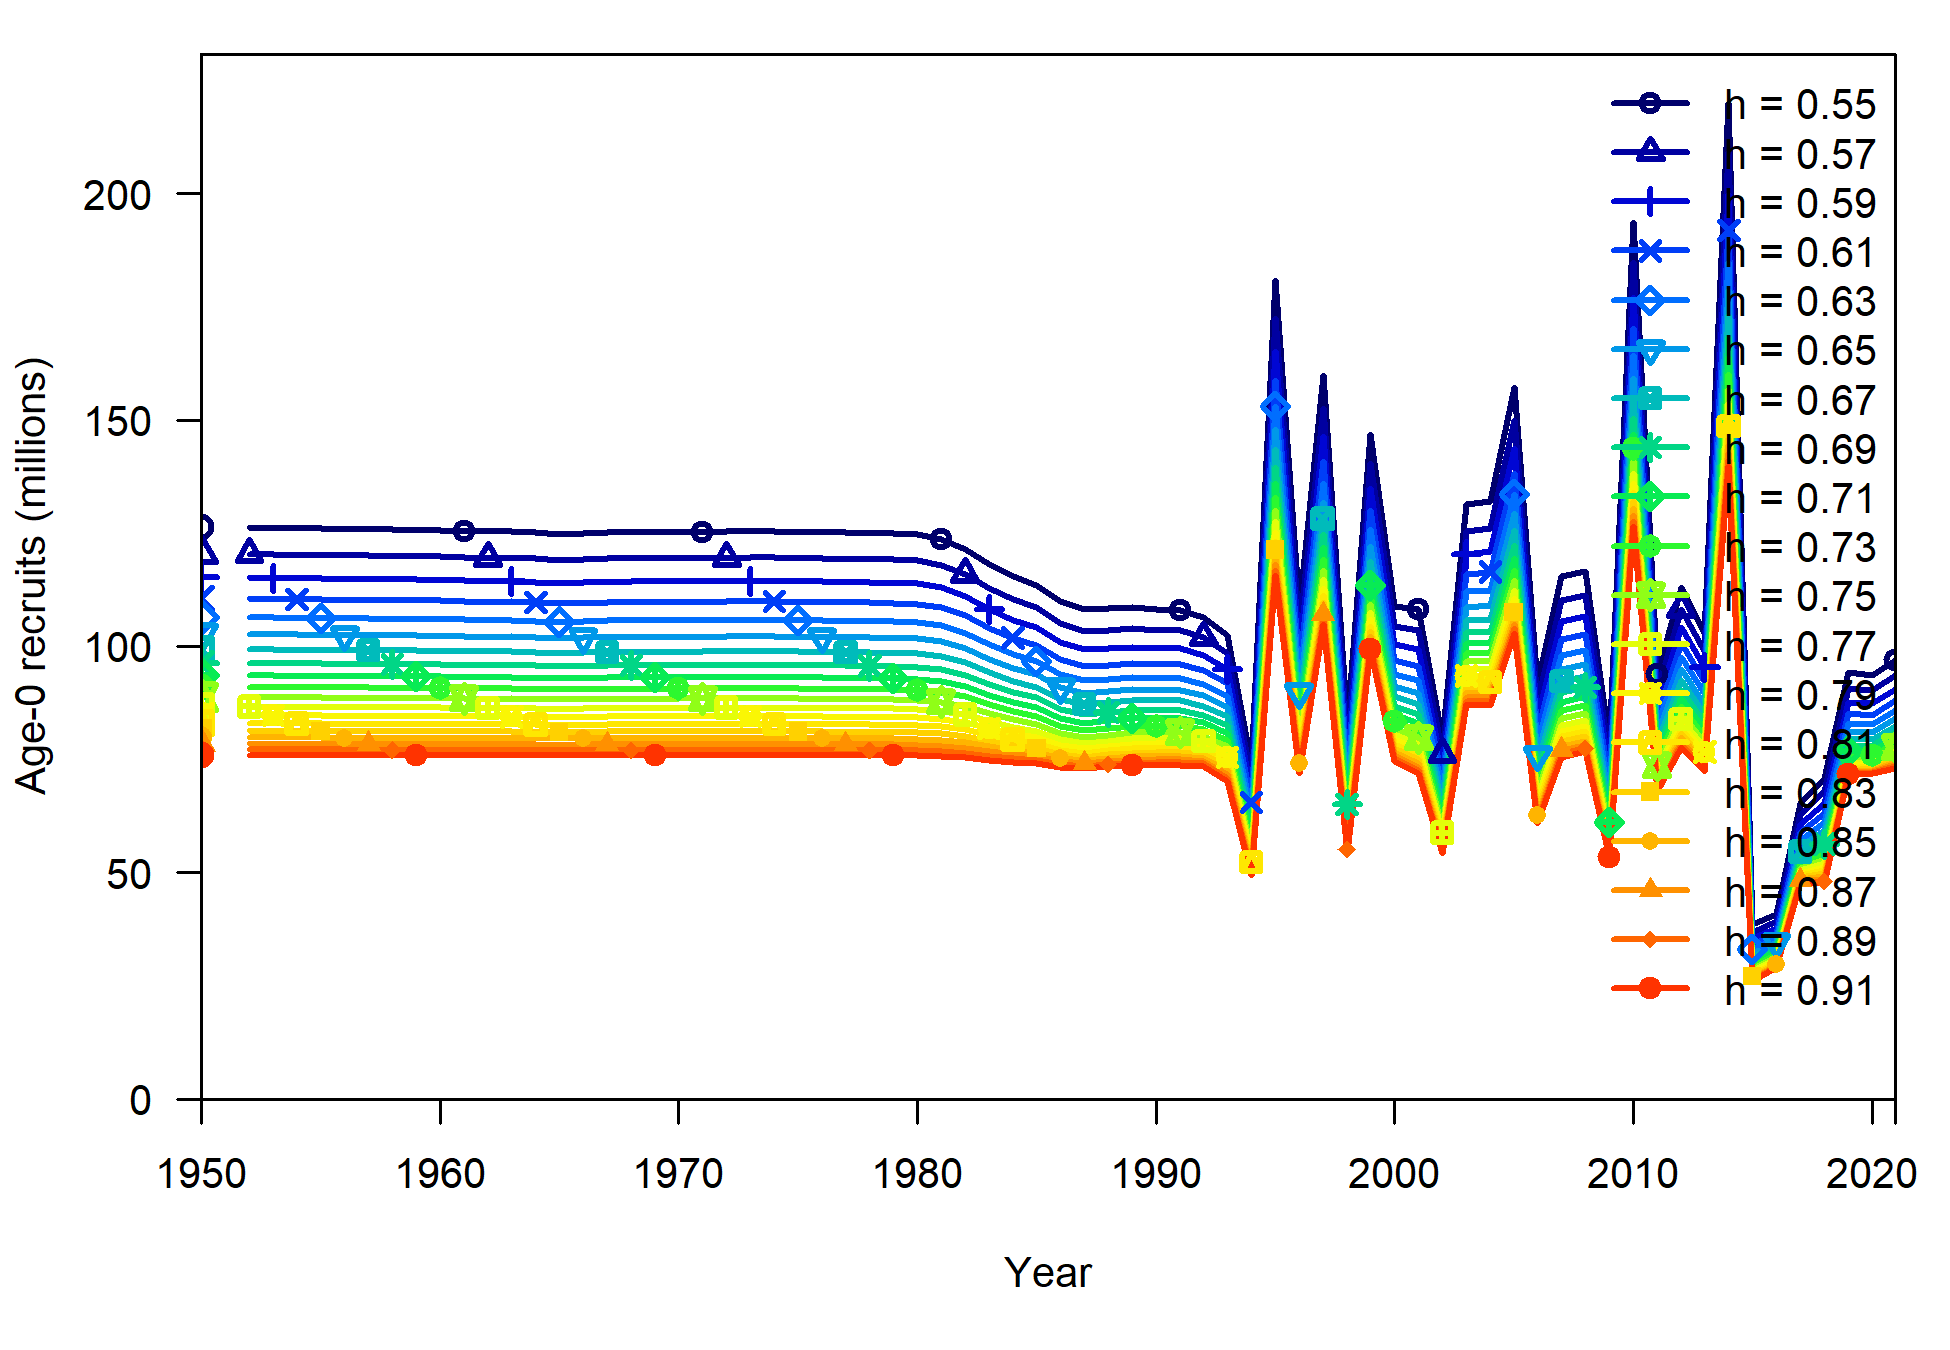 h = 0.55
h = 0.57
h = 0.59
h = 0.61
h = 0.63
h = 0.65
h = 0.67
h = 0.69
h = 0.71
h = 0.73
h = 0.75
h = 0.77
h = 0.79
h = 0.81
h = 0.83
h = 0.85
h = 0.87
h = 0.89
h = 0.91
200
150
100
50
0
Age-0 recruits (millions)
1950 1960 1970 1980 1990 2000 2010 2020
Year